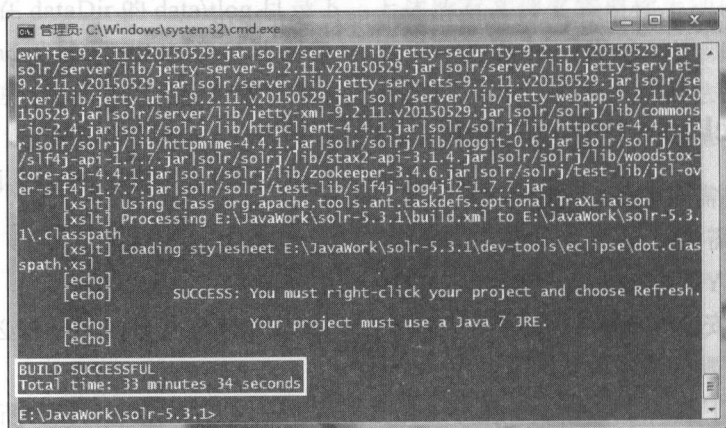 管理员: C:\Windows\system32\cmd.exe
ewrite-9.2.11.v20150529.jar|solr/server/lib/jetty-security-9.2.11.v20150529.jar|
solr/server/lib/jetty-server-9.2.11.v20150529.jar|solr/server/lib/jetty-servlet-
9.2.11.v20150529.jar|solr/server/lib/jetty-servlets-9.2.11.v20150529.jar|solr/se
rver/lib/jetty-util-9.2.11.v20150529.jar|solr/server/lib/jetty-webapp-9.2.11.v20
150529.jar|solr/server/lib/jetty-xml-9.2.11.v20150529.jar|solr/solrj/lib/commons
-io-2.4.jar|solr/solrj/lib/httpclient-4.4.1.jar|solr/solrj/lib/httpcore-4.4.1.ja
r|solr/solrj/lib/httpmime-4.4.1.jar|solr/solrj/lib/noggit-0.6.jar|solr/solrj/lib
/slf4j-api-1.7.7.jar|solr/solrj/lib/stax2-api-3.1.4.jar|solr/solrj/lib/woodstox-
core-asl-4.4.1.jar|solr/solrj/lib/zookeeper-3.4.6.jar|solr/solrj/test-lib/jcl-ov
er-slf4j-1.7.7.jar|solr/solrj/test-lib/slf4j-log4j12-1.7.7.jar
[xslt] Using class org.apache.tools.ant.taskdefs.optional.TraXLiaison
[xslt] Processing E:\JavaWork\solr-5.3.1\build.xml to E:\JavaWork\solr-5.3.
1\.classpath
[xslt] Loading stylesheet E:\JavaWork\solr-5.3.1\dev-tools\eclipse\dot.clas
spath.xsl
[echo]
[echo] SUCCESS: You must right-click your project and choose Refresh.
[echo] Your project must use a Java 7 JRE.
[echo]
BUILD SUCCESSFUL
Total time: 33 minutes 34 seconds
E:\JavaWork\solr-5.3.1>